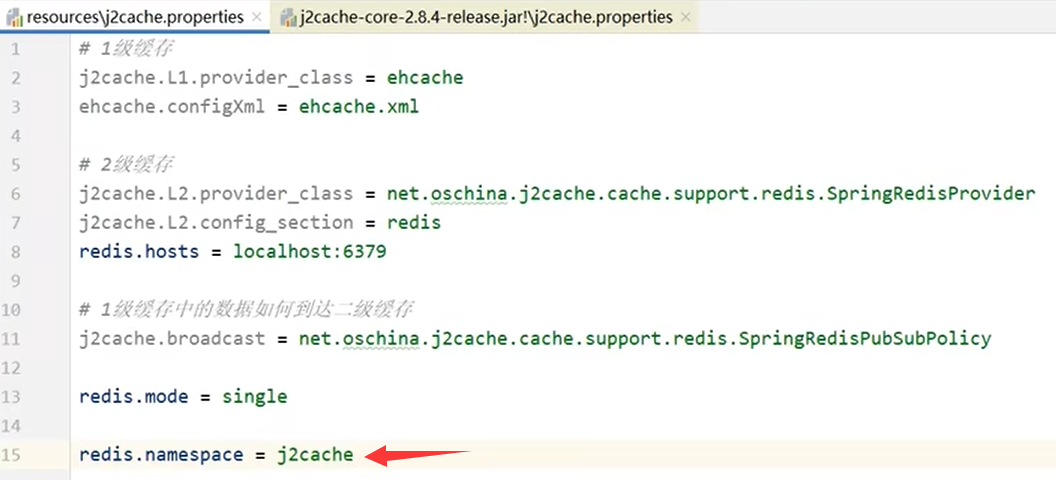 resources\j2cache.properties × j2cache-core-2.8.4-release.jar!\j2cache.properties ×
1 # 1级缓存
2 j2cache.L1.provider_class = ehcache
3 ehcache.configXml = ehcache.xml
4
5 # 2级缓存
6 j2cache.L2.provider_class = net.oschina.j2cache.cache.support.redis.SpringRedisProvider
7 j2cache.L2.config_section = redis
8 redis.hosts = localhost:6379
9
10 # 1级缓存中的数据如何到达二级缓存
11 j2cache.broadcast = net.oschina.j2cache.cache.support.redis.SpringRedisPubSubPolicy
12
13 redis.mode = single
14
15 redis.namespace = j2cache